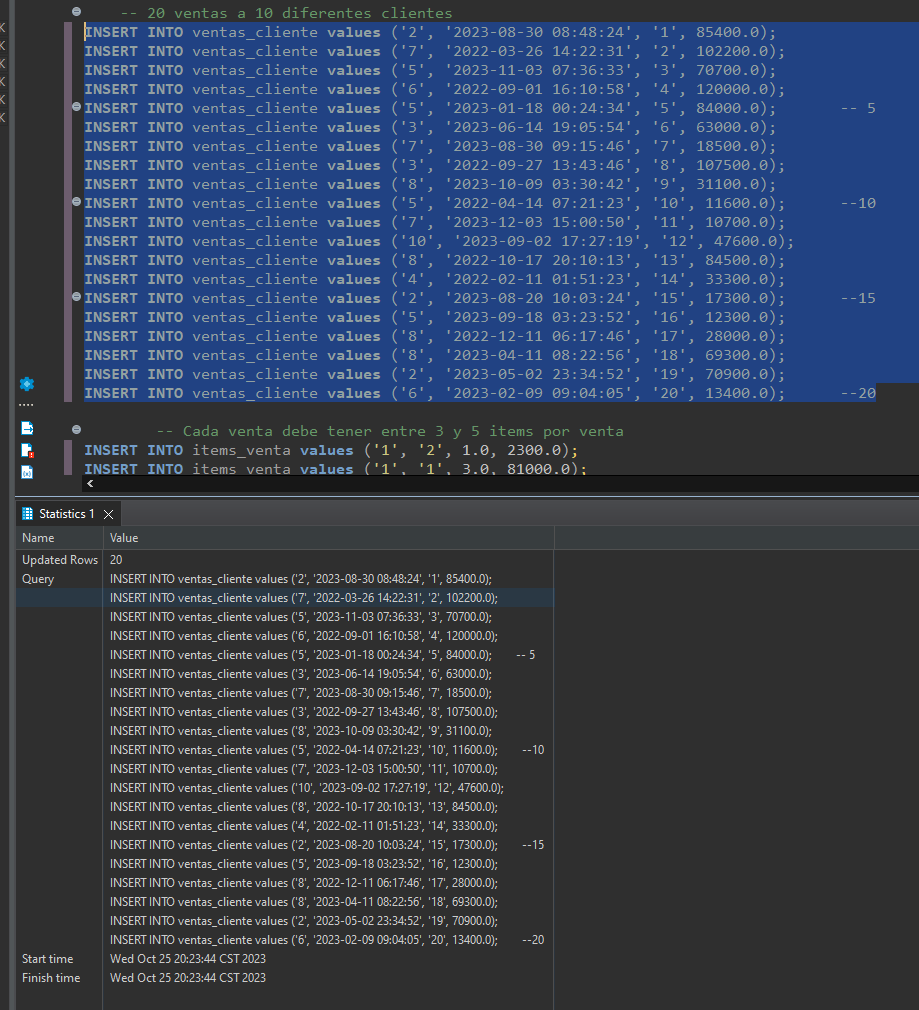 -- 20 ventas a 10 diferentes clientes
INSERT INTO ventas_cliente values ('2', '2023-08-30 08:48:24', '1', 85400.0);
INSERT INTO ventas_cliente values ('7', '2022-03-26 14:22:31', '2', 102200.0);
INSERT INTO ventas_cliente values ('5', '2023-11-03 07:36:33', '3', 70700.0);
INSERT INTO ventas_cliente values ('6', '2022-09-01 16:10:58', '4', 120000.0);
INSERT INTO ventas_cliente values ('5', '2023-01-18 00:24:34', '5', 84000.0); -- 5
INSERT INTO ventas_cliente values ('3', '2023-06-14 19:05:54', '6', 63000.0);
INSERT INTO ventas_cliente values ('7', '2023-08-30 09:15:46', '7', 18500.0);
INSERT INTO ventas_cliente values ('3', '2022-09-27 13:43:46', '8', 107500.0);
INSERT INTO ventas_cliente values ('8', '2023-10-09 03:30:42', '9', 31100.0);
INSERT INTO ventas_cliente values ('5', '2022-04-14 07:21:23', '10', 11600.0); --10
INSERT INTO ventas_cliente values ('7', '2023-12-03 15:00:50', '11', 10700.0);
INSERT INTO ventas_cliente values ('10', '2023-09-02 17:27:19', '12', 47600.0);
INSERT INTO ventas_cliente values ('8', '2022-10-17 20:10:13', '13', 84500.0);
INSERT INTO ventas_cliente values ('4', '2022-02-11 01:51:23', '14', 33300.0);
INSERT INTO ventas_cliente values ('2', '2023-08-20 10:03:24', '15', 17300.0); --15
INSERT INTO ventas_cliente values ('5', '2023-09-18 03:23:52', '16', 12300.0);
INSERT INTO ventas_cliente values ('8', '2022-12-11 06:17:46', '17', 28000.0);
INSERT INTO ventas_cliente values ('8', '2023-04-11 08:22:56', '18', 69300.0);
INSERT INTO ventas_cliente values ('2', '2023-05-02 23:34:52', '19', 70900.0);
INSERT INTO ventas_cliente values ('6', '2023-02-09 09:04:05', '20', 13400.0); --20
-- Cada venta debe tener entre 3 y 5 items por venta
INSERT INTO items_venta values ('1', '2', 1.0, 2300.0);
INSERT INTO items_venta values ('1', '1', 3.0, 81000.0);
Statistics 1
Name Value
Updated Rows 20
Query INSERT INTO ventas_cliente values ('2', '2023-08-30 08:48:24', '1', 85400.0);
INSERT INTO ventas_cliente values ('7', '2022-03-26 14:22:31', '2', 102200.0);
INSERT INTO ventas_cliente values ('5', '2023-11-03 07:36:33', '3', 70700.0);
INSERT INTO ventas_cliente values ('6', '2022-09-01 16:10:58', '4', 120000.0);
INSERT INTO ventas_cliente values ('5', '2023-01-18 00:24:34', '5', 84000.0); -- 5
INSERT INTO ventas_cliente values ('3', '2023-06-14 19:05:54', '6', 63000.0);
INSERT INTO ventas_cliente values ('7', '2023-08-30 09:15:46', '7', 18500.0);
INSERT INTO ventas_cliente values ('3', '2022-09-27 13:43:46', '8', 107500.0);
INSERT INTO ventas_cliente values ('8', '2023-10-09 03:30:42', '9', 31100.0);
INSERT INTO ventas_cliente values ('5', '2022-04-14 07:21:23', '10', 11600.0); --10
INSERT INTO ventas_cliente values ('7', '2023-12-03 15:00:50', '11', 10700.0);
INSERT INTO ventas_cliente values ('10', '2023-09-02 17:27:19', '12', 47600.0);
INSERT INTO ventas_cliente values ('8', '2022-10-17 20:10:13', '13', 84500.0);
INSERT INTO ventas_cliente values ('4', '2022-02-11 01:51:23', '14', 33300.0);
INSERT INTO ventas_cliente values ('2', '2023-08-20 10:03:24', '15', 17300.0); --15
INSERT INTO ventas_cliente values ('5', '2023-09-18 03:23:52', '16', 12300.0);
INSERT INTO ventas_cliente values ('8', '2022-12-11 06:17:46', '17', 28000.0);
INSERT INTO ventas_cliente values ('8', '2023-04-11 08:22:56', '18', 69300.0);
INSERT INTO ventas_cliente values ('2', '2023-05-02 23:34:52', '19', 70900.0);
INSERT INTO ventas_cliente values ('6', '2023-02-09 09:04:05', '20', 13400.0); --20
Start time Wed Oct 25 20:23:44 CST 2023
Finish time Wed Oct 25 20:23:44 CST 2023